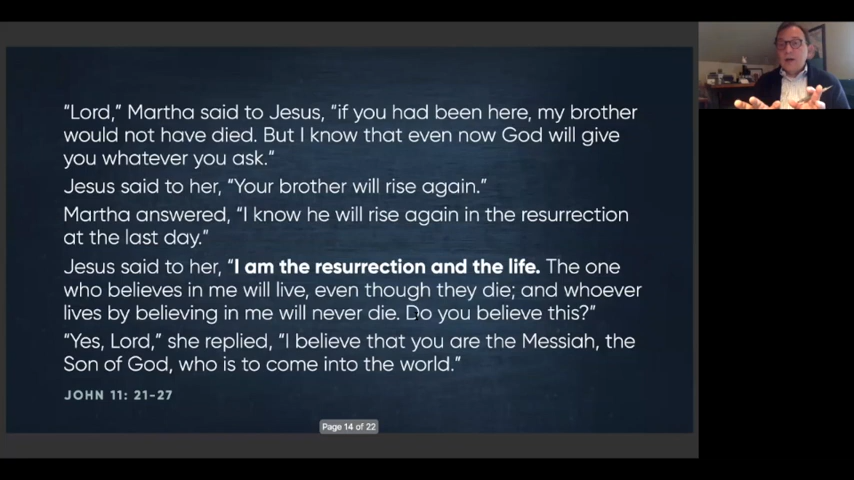 “Lord,” Martha said to Jesus, “if you had been here, my brother
would not have died. But I know that even now God will give
you whatever you ask.“
Jesus said to her, “Your brother will rise again.”
Martha answered, “I know he will rise again in the resurrection
at the last day.”
Jesus said to her, “I am the resurrection and the life. The one
who believes in me will live, even though they die; and whoever
lives by believing in me will never die. Do you believe this?”
“Yes, Lord,” she replied, “I believe that you are the Messiah, the
Son of God, who is to come into the world.”
JOHN 11: 21-27
Page 14 of 22